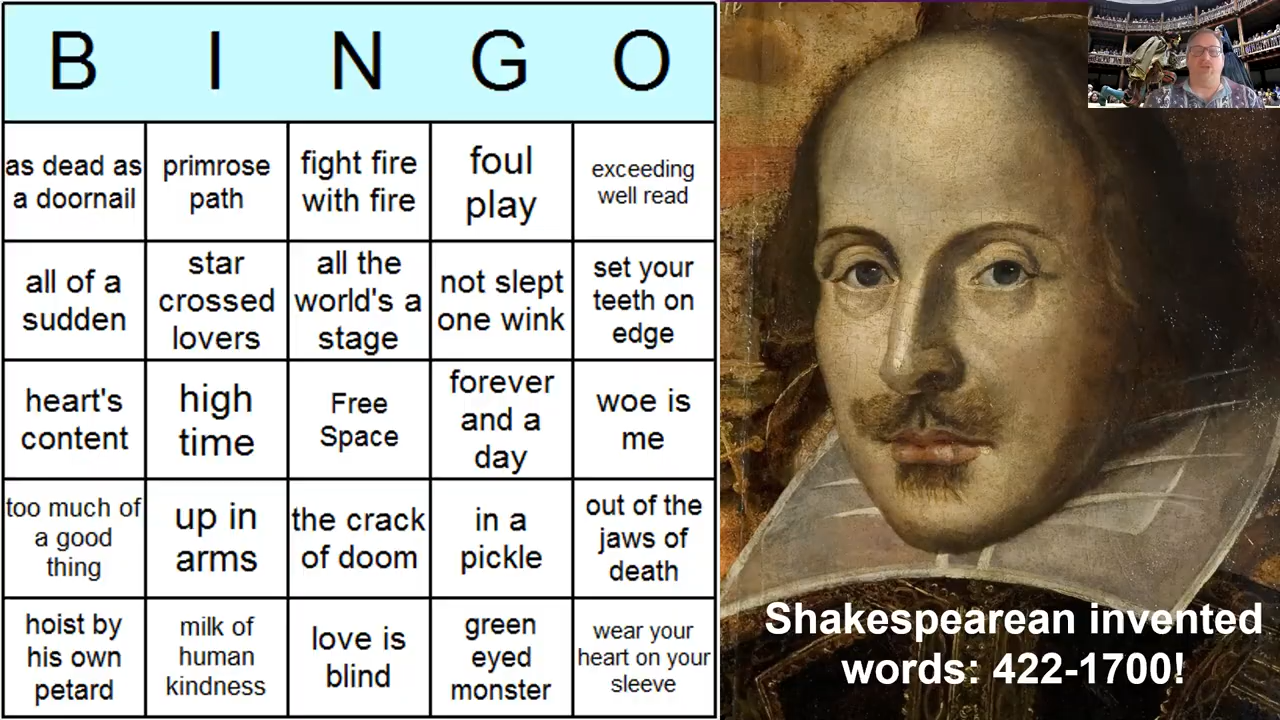 B I N G O
as dead as
a doornail
primrose
path
fight fire
with fire
foul
play
exceeding
well read
all of a
sudden
star
crossed
lovers
all the
world's a
stage
not slept
one wink
set your
teeth on
edge
heart's
content
high
time
Free
Space
forever
and a
day
woe is
me
too much of
a good
thing
up in
arms
the crack
of doom
in a
pickle
out of the
jaws of
death
hoist by
his own
petard
milk of
human
kindness
love is
blind
green
eyed
monster
wear your
heart on your
sleeve
Shakespearean invented
words: 422-1700!